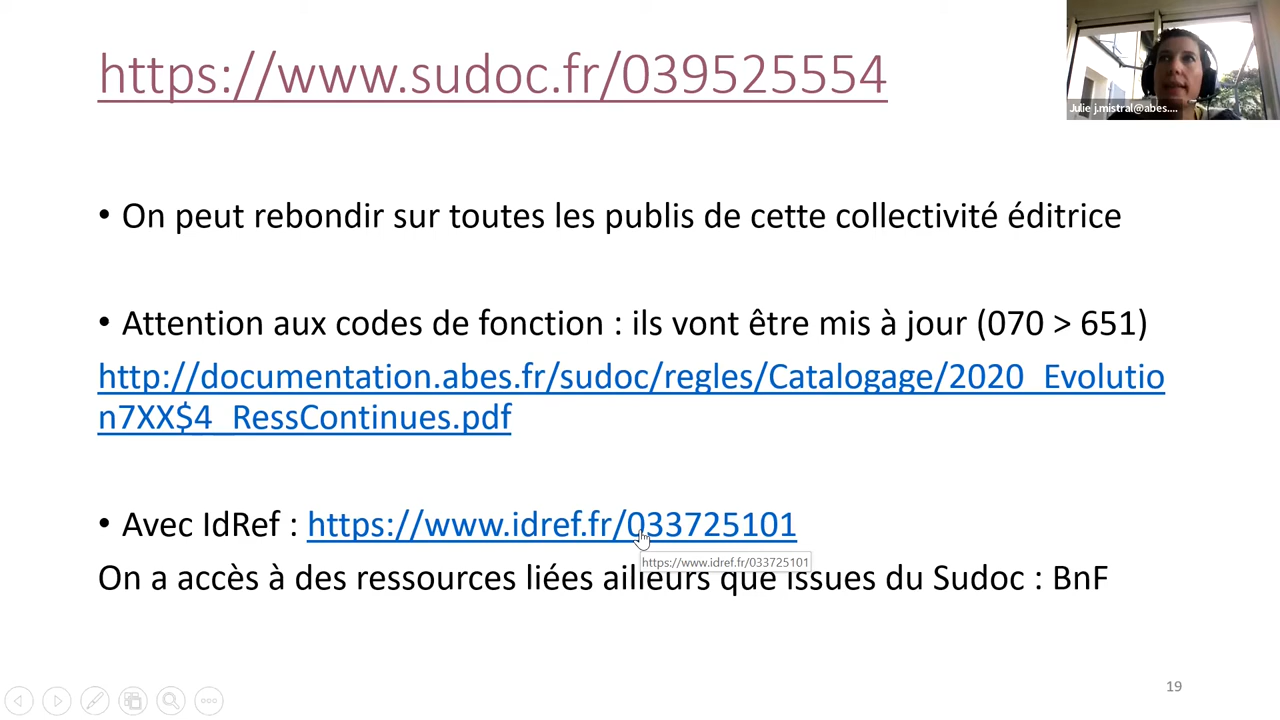 https://www.sudoc.fr/039525554
Julie j.mistral@abes....
• On peut rebondir sur toutes les publis de cette collectivité éditrice
• Attention aux codes de fonction : ils vont être mis à jour (070 > 651)
http://documentation.abes.fr/sudoc/regles/Catalogage/2020_Evolutio
n7XX$4_RessContinues.pdf
• Avec IdRef : https://www.idref.fr/033725101
https://www.idref.fr/033725101
On a accès à des ressources liées ailleurs que issues du Sudoc : BnF
19